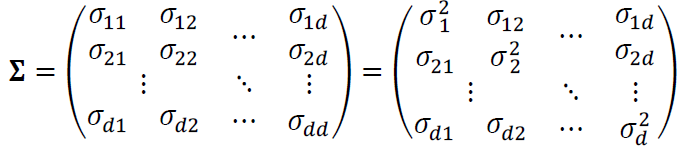 𝚺 = ( σ₁₁ σ₁₂ … σ₁d ) = ( σ₁² σ₁₂ … σ₁d )
( σ₂₁ σ₂₂ σ₂d ) ( σ₂₁ σ₂² σ₂d )
( ⋮ ⋱ ⋮ ) ( ⋮ ⋱ ⋮ )
( σd₁ σd₂ ⋯ σdd ) ( σd₁ σd₂ ⋯ σd² )